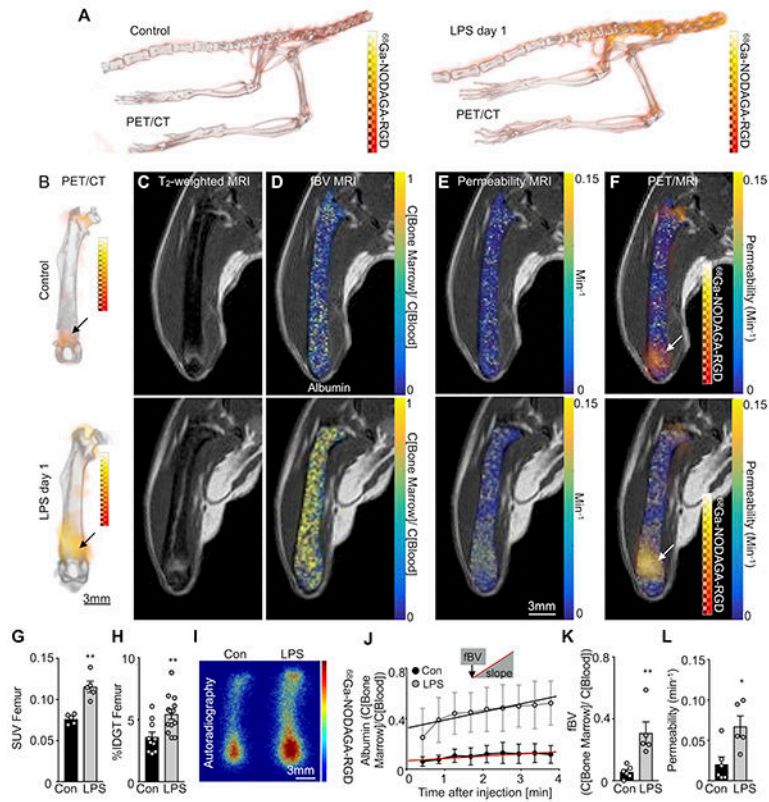 A
Control
PET/CT
⁶⁸Ga-NODAGA-RGD
LPS day 1
PET/CT
⁶⁸Ga-NODAGA-RGD
B
PET/CT
Control
C
T₂-weighted MRI
D
fBV MRI
Albumin
1
C[Bone Marrow]/ C[Blood]
0
E
Permeability MRI
0.15
Min⁻¹
0
F
PET/MRI
⁶⁸Ga-NODAGA-RGD
0.15
Permeability (Min⁻¹)
0
LPS day 1
3mm
1
C[Bone Marrow]/ C[Blood]
0
3mm
0.15
Min⁻¹
0
⁶⁸Ga-NODAGA-RGD
0.15
Permeability (Min⁻¹)
0
G
SUV Femur
0.15
0.10
0.05
0.00
**
Con LPS
H
%IDGT Femur
10
5
0
**
Con LPS
I
Con LPS
Autoradiography
3mm
⁶⁸Ga-NODAGA-RGD
J
Albumin (C[Bone
Marrow]/C[Blood])
0.8
0.4
0
Con
LPS
fBV
slope
0 1 2 3 4
Time after injection [min]
K
fBV
(C[Bone Marrow]/C[Blood])
0.8
0.4
0
**
Con LPS
L
Permeability (min⁻¹)
0.15
0.10
0.05
0.00
*
Con LPS